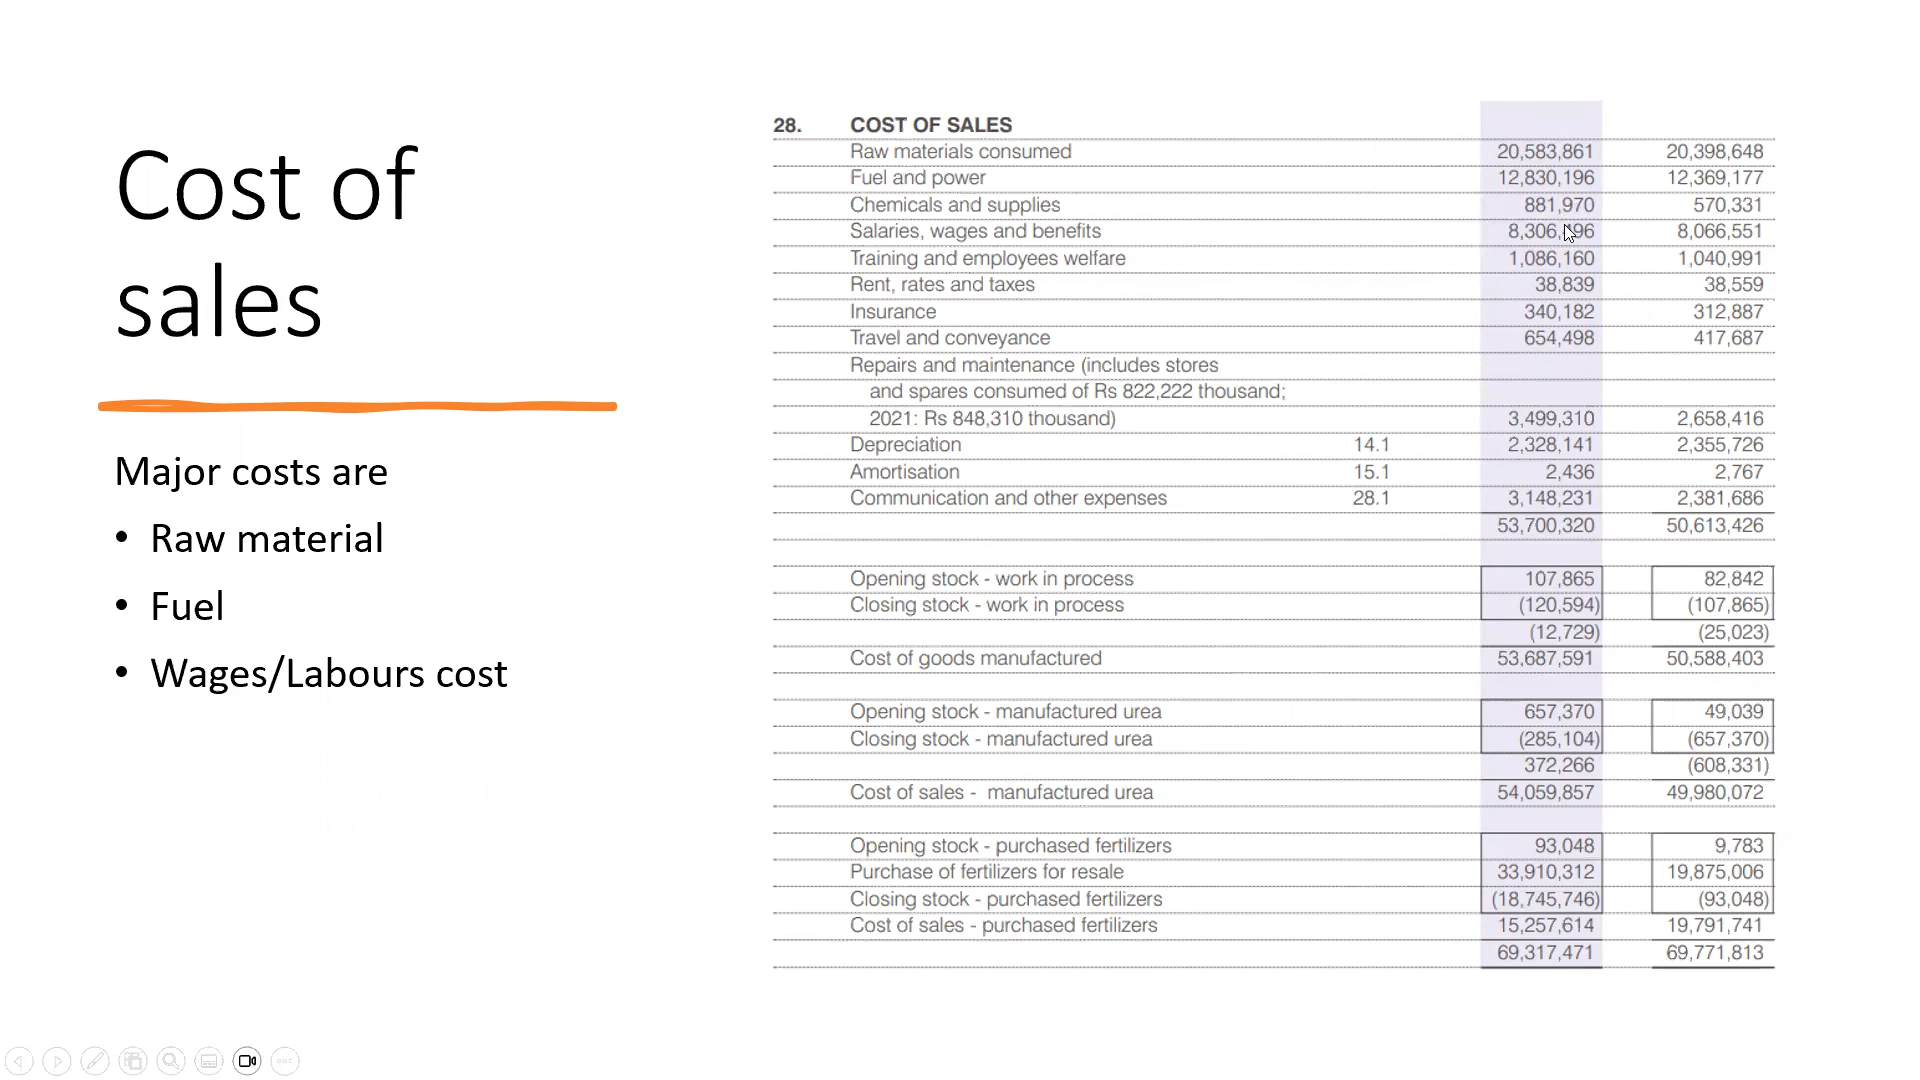 Cost of
sales
Major costs are
• Raw material
• Fuel
• Wages/Labours cost
28. COST OF SALES
Raw materials consumed 20,583,861 20,398,648
Fuel and power 12,830,196 12,369,177
Chemicals and supplies 881,970 570,331
Salaries, wages and benefits 8,306,496 8,066,551
Training and employees welfare 1,086,160 1,040,991
Rent, rates and taxes 38,839 38,559
Insurance 340,182 312,887
Travel and conveyance 654,498 417,687
Repairs and maintenance (includes stores
and spares consumed of Rs 822,222 thousand;
2021: Rs 848,310 thousand) 3,499,310 2,658,416
Depreciation 14.1 2,328,141 2,355,726
Amortisation 15.1 2,436 2,767
Communication and other expenses 28.1 3,148,231 2,381,686
53,700,320 50,613,426
Opening stock - work in process 107,865 82,842
Closing stock - work in process (120,594) (107,865)
(12,729) (25,023)
Cost of goods manufactured 53,687,591 50,588,403
Opening stock - manufactured urea 657,370 49,039
Closing stock - manufactured urea (285,104) (657,370)
372,266 (608,331)
Cost of sales - manufactured urea 54,059,857 49,980,072
Opening stock - purchased fertilizers 93,048 9,783
Purchase of fertilizers for resale 33,910,312 19,875,006
Closing stock - purchased fertilizers (18,745,746) (93,048)
Cost of sales - purchased fertilizers 15,257,614 19,791,741
69,317,471 69,771,813